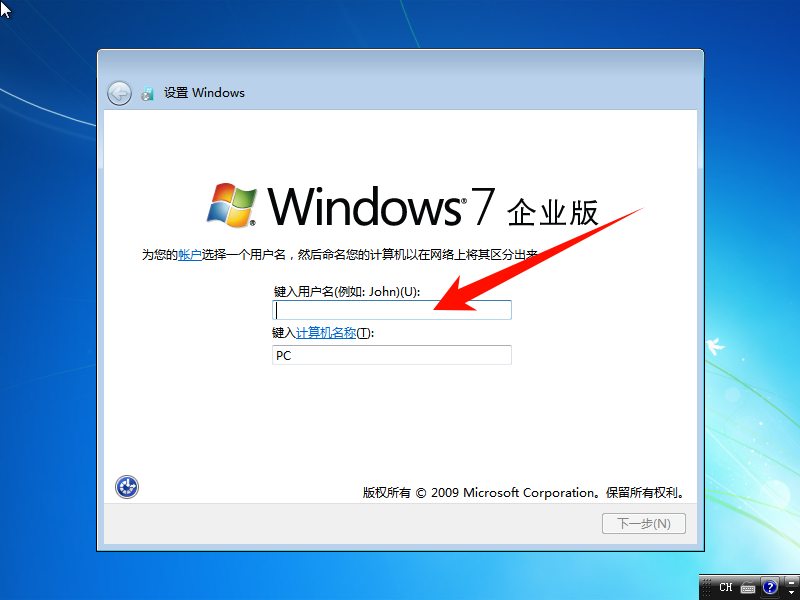 设置 Windows
Windows 7 企业版
为您的帐户选择一个用户名，然后命名您的计算机以在网络上将其区分出来。
键入用户名(例如: John)(U):
键入计算机名称(T):
PC
版权所有 © 2009 Microsoft Corporation。保留所有权利。
下一步(N)
CH